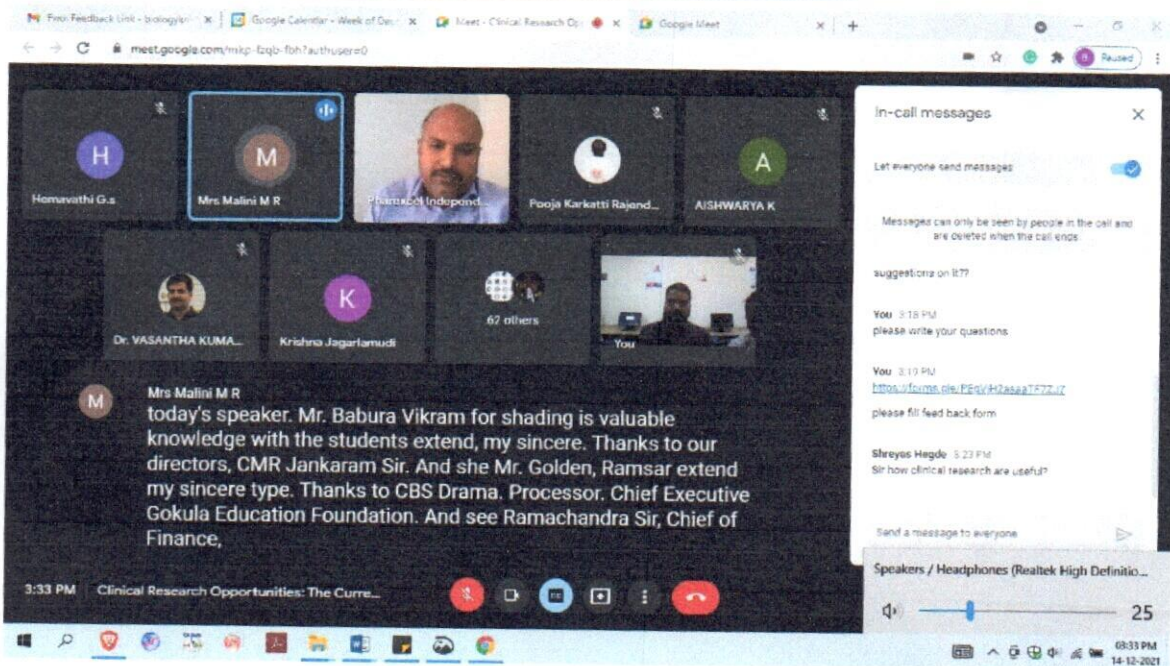 Google Calendar - Week of Dec
Meet - Clinical Research Op
Google Meet
meet.google.com/mkp-fzqb-fbh?authuser=0
Paused
H
Hemavathi G.s
M
Mrs Malini M R
Pharexcel Independ...
Pooja Karkatti Rajend...
A
AISHWARYA K
Dr. VASANTHA KUMA...
K
Krishna Jagarlamudi
62 others
You
M
Mrs Malini M R
today's speaker. Mr. Babura Vikram for shading is valuable
knowledge with the students extend, my sincere. Thanks to our
directors, CMR Jankaram Sir. And she Mr. Golden, Ramsar extend
my sincere type. Thanks to CBS Drama. Processor. Chief Executive
Gokula Education Foundation. And see Ramachandra Sir, Chief of
Finance,
3:33 PM | Clinical Research Opportunities: The Curre...
In-call messages
Let everyone send messages
Messages can only be seen by people in the call and
are deleted when the call ends
suggestions on it??
You 3:18 PM
please write your questions
You 3:19 PM
please fill feed back form
Shreyas Hegde 3:23 PM
Sir how clinical research are useful?
Send a message to everyone
Speakers / Headphones (Realtek High Definitio...
25
03:33 PM
14-12-2021